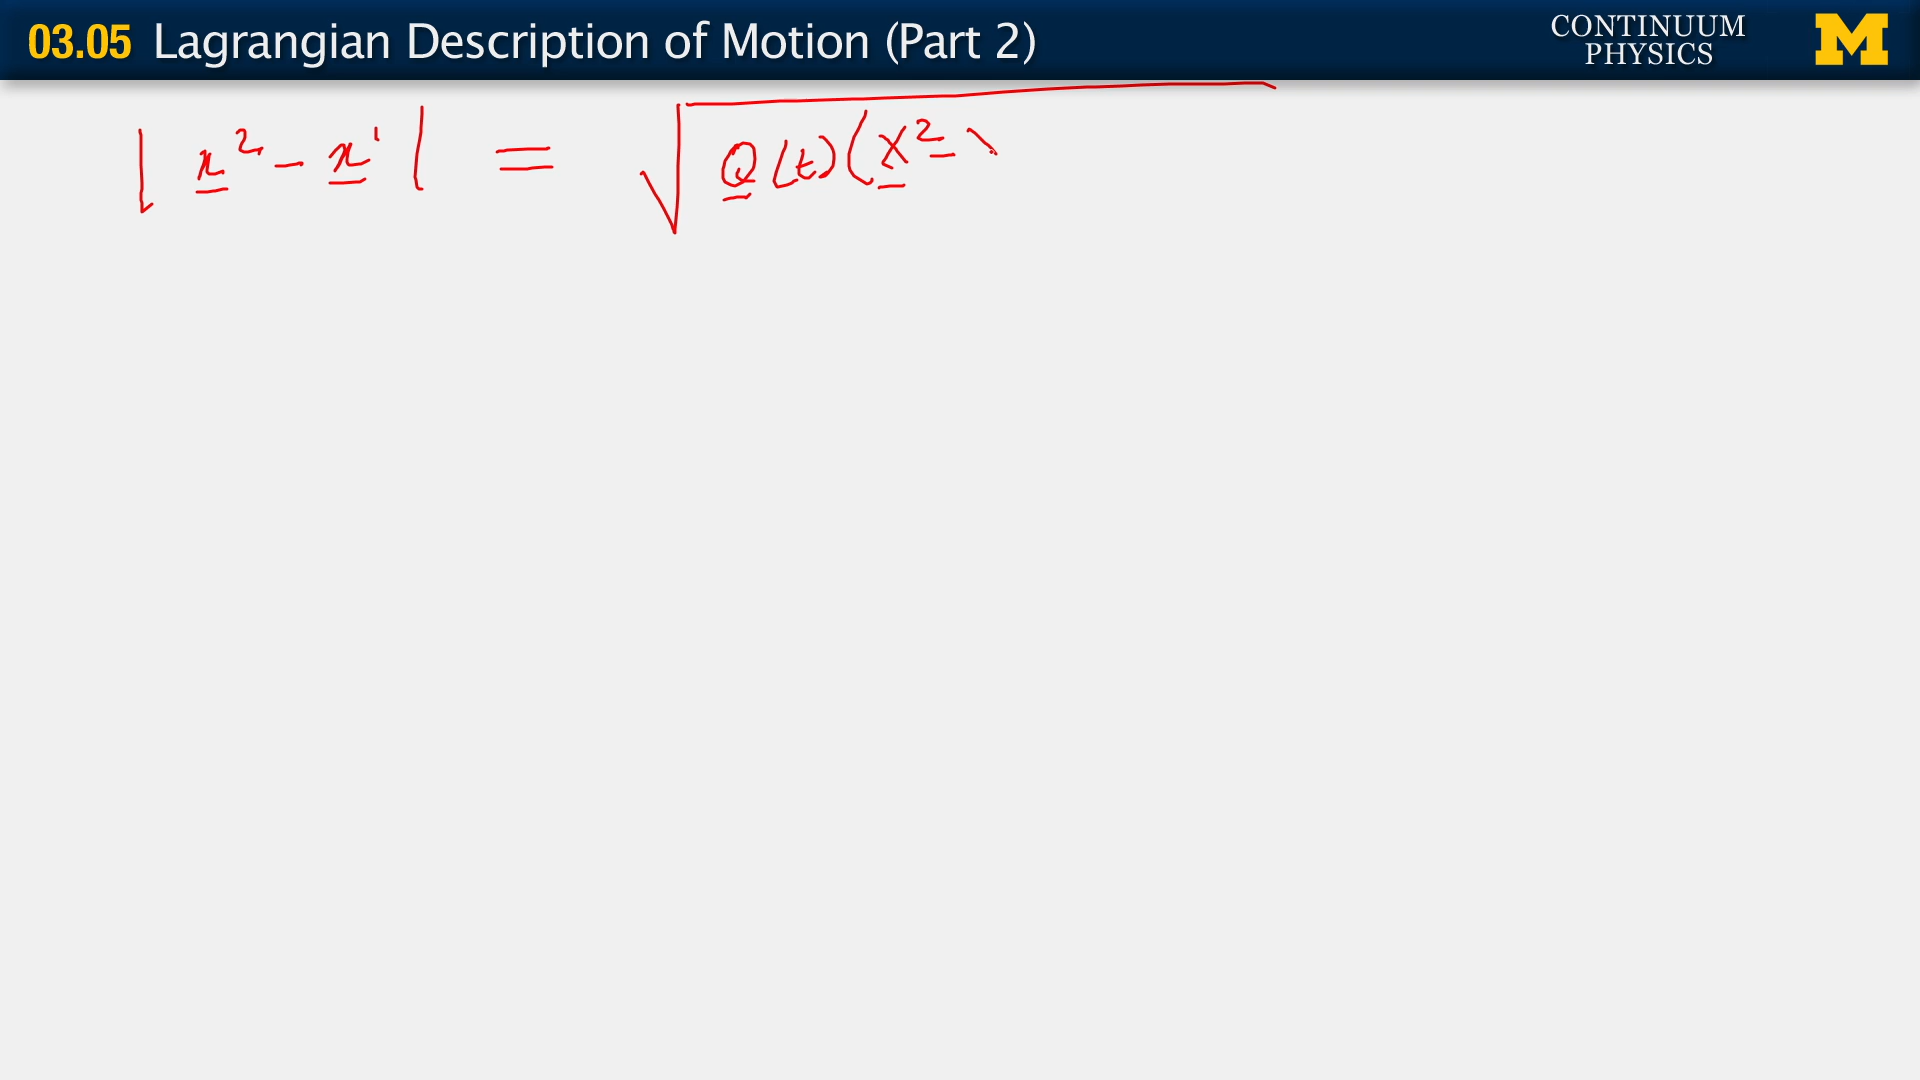 03.05 Lagrangian Description of Motion (Part 2)
CONTINUUM
PHYSICS
M
| x² - x¹ | = √ Q(t)(X² -